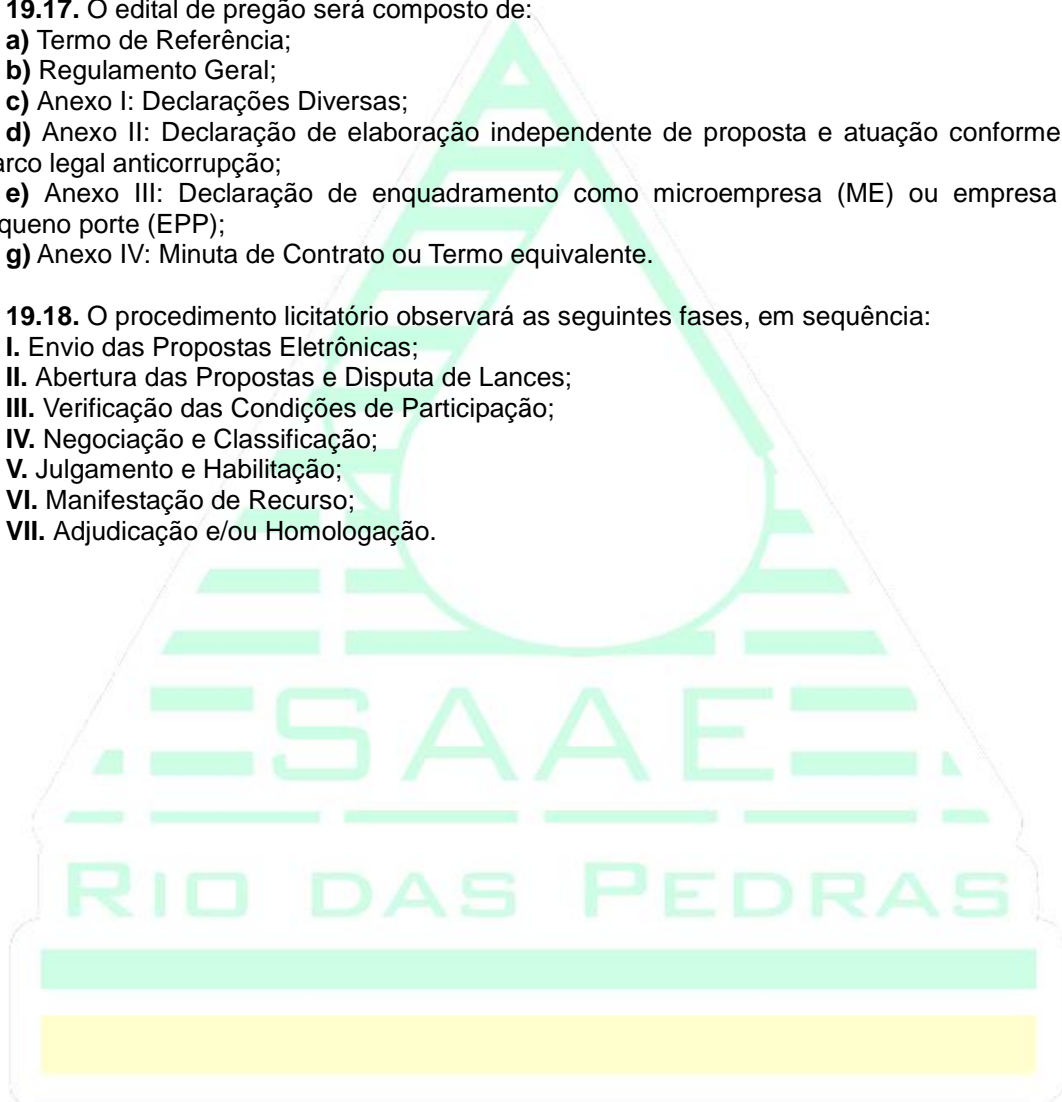 19.17. O edital de pregão será composto de:
a) Termo de Referência;
b) Regulamento Geral;
c) Anexo I: Declarações Diversas;
d) Anexo II: Declaração de elaboração independente de proposta e atuação conforme
arco legal anticorrupção;
e) Anexo III: Declaração de enquadramento como microempresa (ME) ou empresa
queno porte (EPP);
g) Anexo IV: Minuta de Contrato ou Termo equivalente.
19.18. O procedimento licitatório observará as seguintes fases, em sequência:
I. Envio das Propostas Eletrônicas;
II. Abertura das Propostas e Disputa de Lances;
III. Verificação das Condições de Participação;
IV. Negociação e Classificação;
V. Julgamento e Habilitação;
VI. Manifestação de Recurso;
VII. Adjudicação e/ou Homologação.
SAAE
RIO DAS PEDRAS